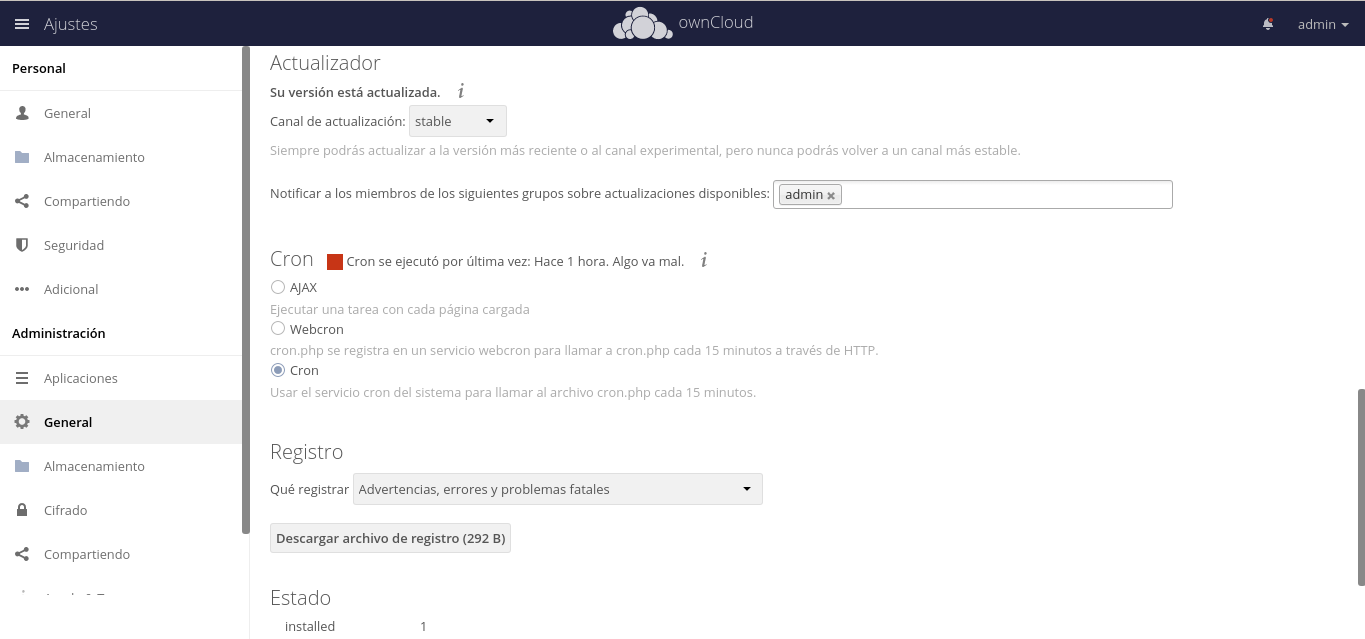 Ajustes
ownCloud
admin
Personal
General
Almacenamiento
Compartiendo
Seguridad
Adicional
Administración
Aplicaciones
General
Almacenamiento
Cifrado
Compartiendo
Actualizador
Su versión está actualizada. i
Canal de actualización: stable
Siempre podrás actualizar a la versión más reciente o al canal experimental, pero nunca podrás volver a un canal más estable.
Notificar a los miembros de los siguientes grupos sobre actualizaciones disponibles: admin ×
Cron Cron se ejecutó por última vez: Hace 1 hora. Algo va mal. i
AJAX
Ejecutar una tarea con cada página cargada
Webcron
cron.php se registra en un servicio webcron para llamar a cron.php cada 15 minutos a través de HTTP.
Cron
Usar el servicio cron del sistema para llamar al archivo cron.php cada 15 minutos.
Registro
Qué registrar Advertencias, errores y problemas fatales
Descargar archivo de registro (292 B)
Estado
installed 1